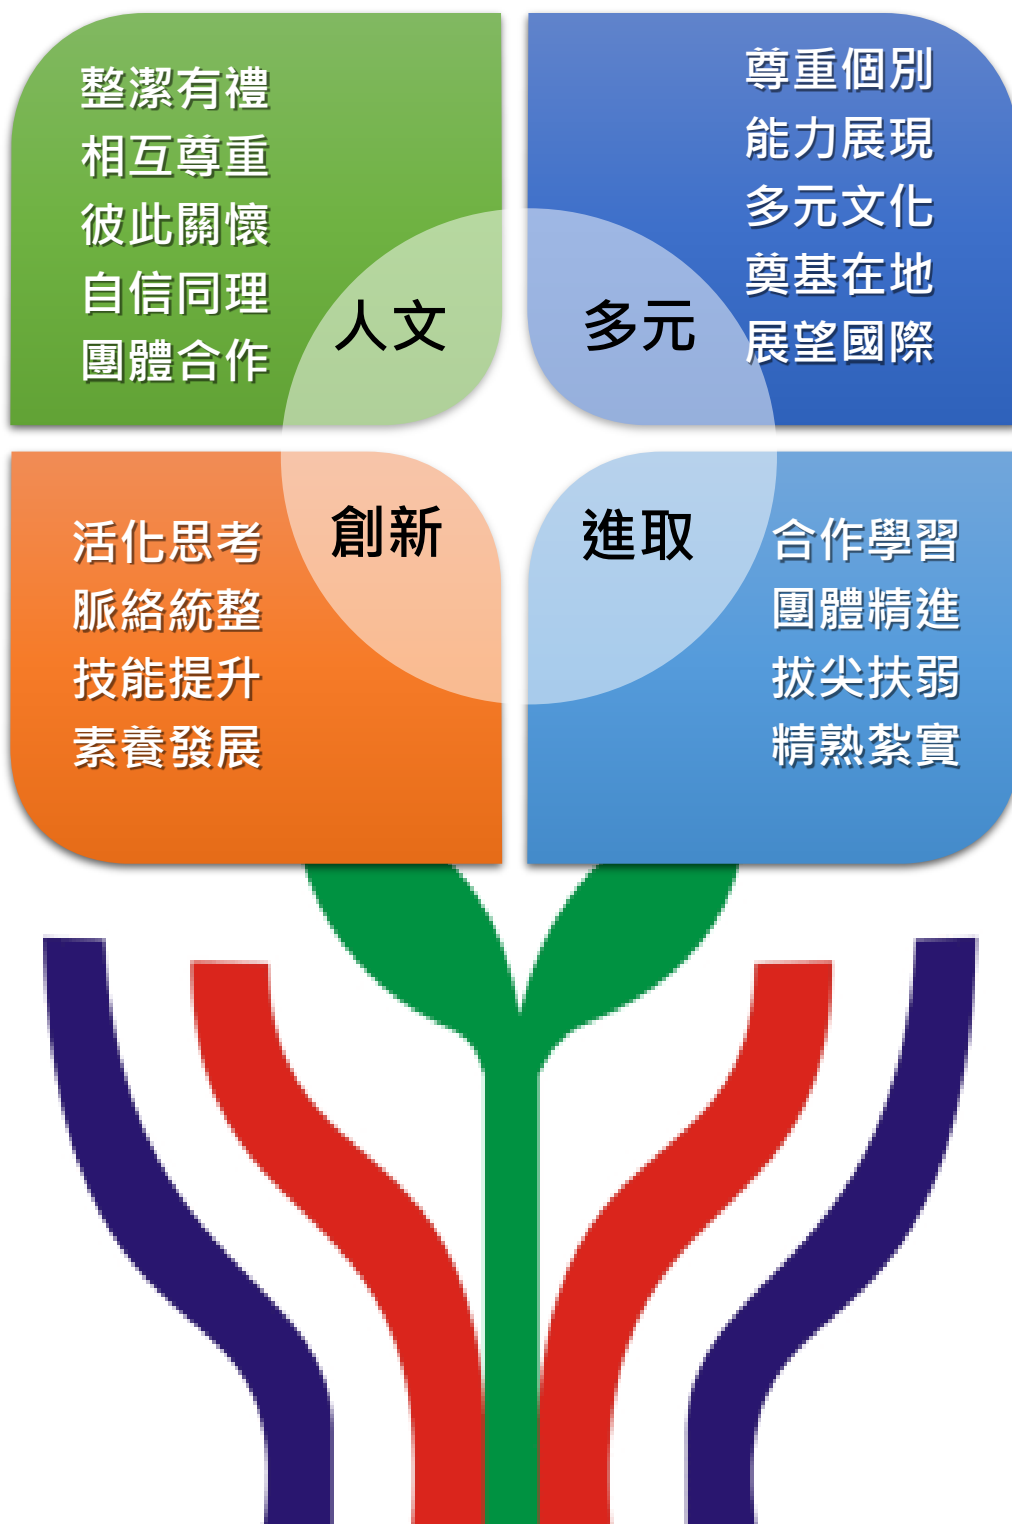 整潔有禮
相互尊重
彼此關懷
自信同理
團體合作
人文
尊重個別
能力展現
多元文化
奠基在地
展望國際
多元
活化思考
脈絡統整
技能提升
素養發展
創新
進取
合作學習
團體精進
拔尖扶弱
精熟紮實